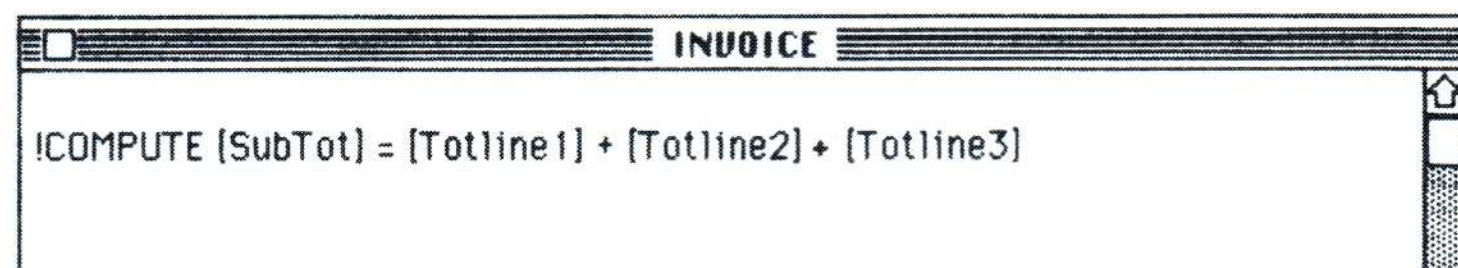 INVOICE
!COMPUTE [SubTot] = [Totline1] + [Totline2] + [Totline3]